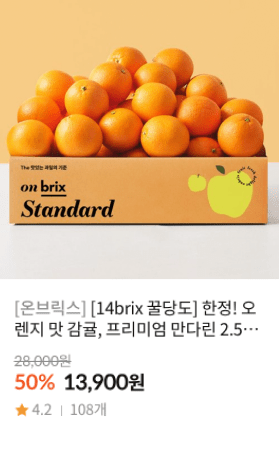 The 맛있는 과일의 기준
on brix
Standard
[온브릭스] [14brix 꿀당도] 한정! 오
렌지 맛 감귤, 프리미엄 만다린 2.5…
28,000원
50% 13,900원
4.2 | 108개